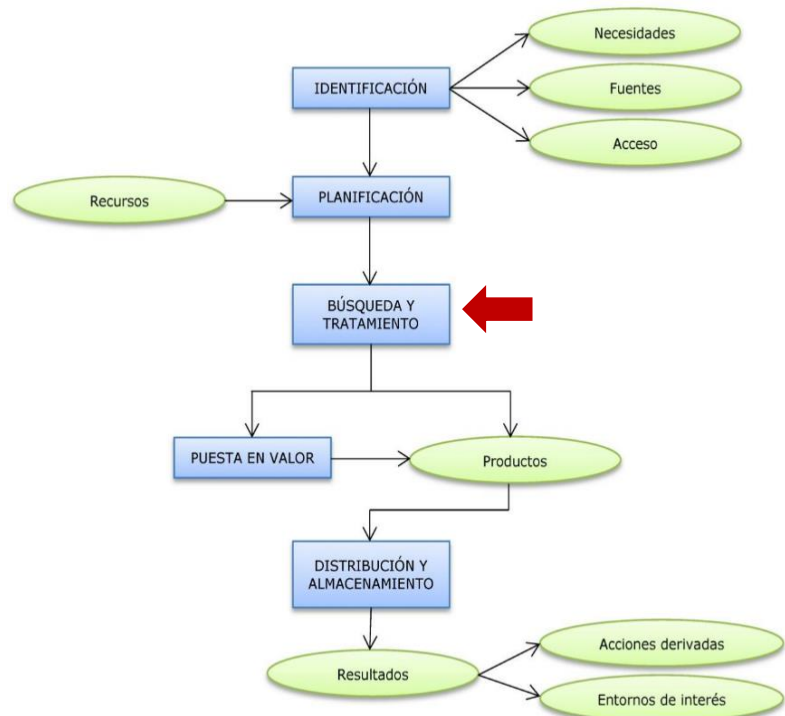 Necesidades
IDENTIFICACIÓN
Fuentes
Acceso
Recursos
PLANIFICACIÓN
BÚSQUEDA Y
TRATAMIENTO
PUESTA EN VALOR
Productos
DISTRIBUCIÓN Y
ALMACENAMIENTO
Resultados
Acciones derivadas
Entornos de interés